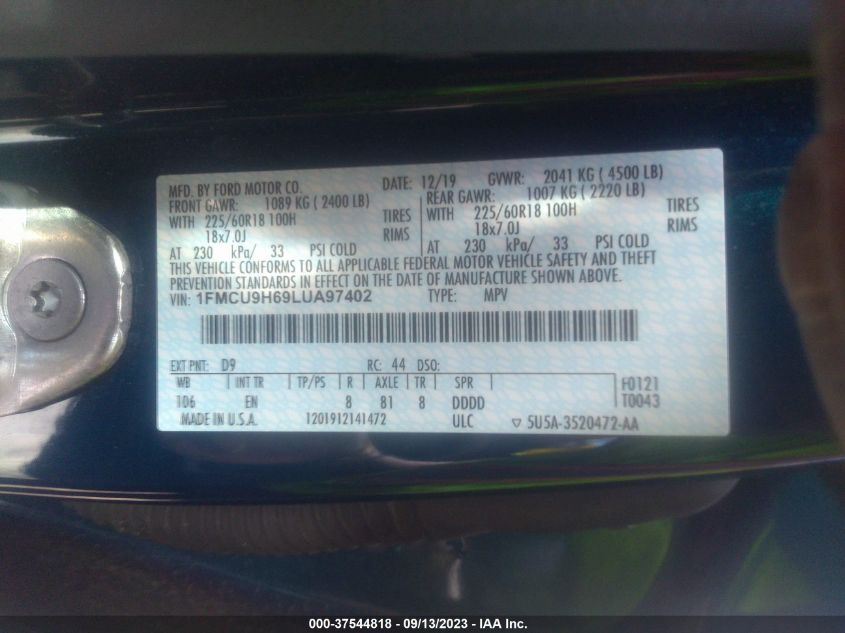 MFD. BY FORD MOTOR CO. DATE: 12/19 GVWR: 2041 KG ( 4500 LB)
FRONT GAWR: 1089 KG ( 2400 LB) REAR GAWR: 1007 KG ( 2220 LB)
WITH 225/60R18 100H TIRES WITH 225/60R18 100H TIRES
18x7.0J RIMS 18x7.0J RIMS
AT 230 kPa/ 33 PSI COLD AT 230 kPa/ 33 PSI COLD
THIS VEHICLE CONFORMS TO ALL APPLICABLE FEDERAL MOTOR VEHICLE SAFETY AND THEFT
PREVENTION STANDARDS IN EFFECT ON THE DATE OF MANUFACTURE SHOWN ABOVE.
VIN: 1FMCU9H69LUA97402 TYPE: MPV
EXT PNT: D9 RC: 44 DSO:
WB INT TR TP/PS R AXLE TR SPR F0121
106 EN 8 81 8 DDDD T0043
MADE IN U.S.A. 1201912141472 ULC ▽ 5U5A-3520472-AA
000-37544818 - 09/13/2023 - IAA Inc.